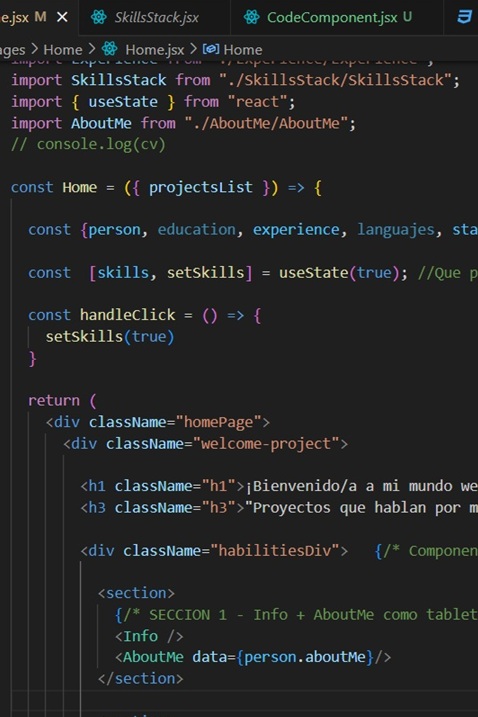 e.jsx M × SkillsStack.jsx CodeComponent.jsx U
ages > Home > Home.jsx > Home
import Experience from "./Experience/Experience";
import SkillsStack from "./SkillsStack/SkillsStack";
import { useState } from "react";
import AboutMe from "./AboutMe/AboutMe";
// console.log(cv)
const Home = ({ projectsList }) => {
const {person, education, experience, languajes, sta
const [skills, setSkills] = useState(true); //Que p
const handleClick = () => {
setSkills(true)
}
return (
<div className="homePage">
<div className="welcome-project">
<h1 className="h1">¡Bienvenido/a a mi mundo we
<h3 className="h3">"Proyectos que hablan por m
<div className="habilitiesDiv"> {/* Componen
<section>
{/* SECCION 1 - Info + AboutMe como tablet
<Info />
<AboutMe data={person.aboutMe}/>
</section>